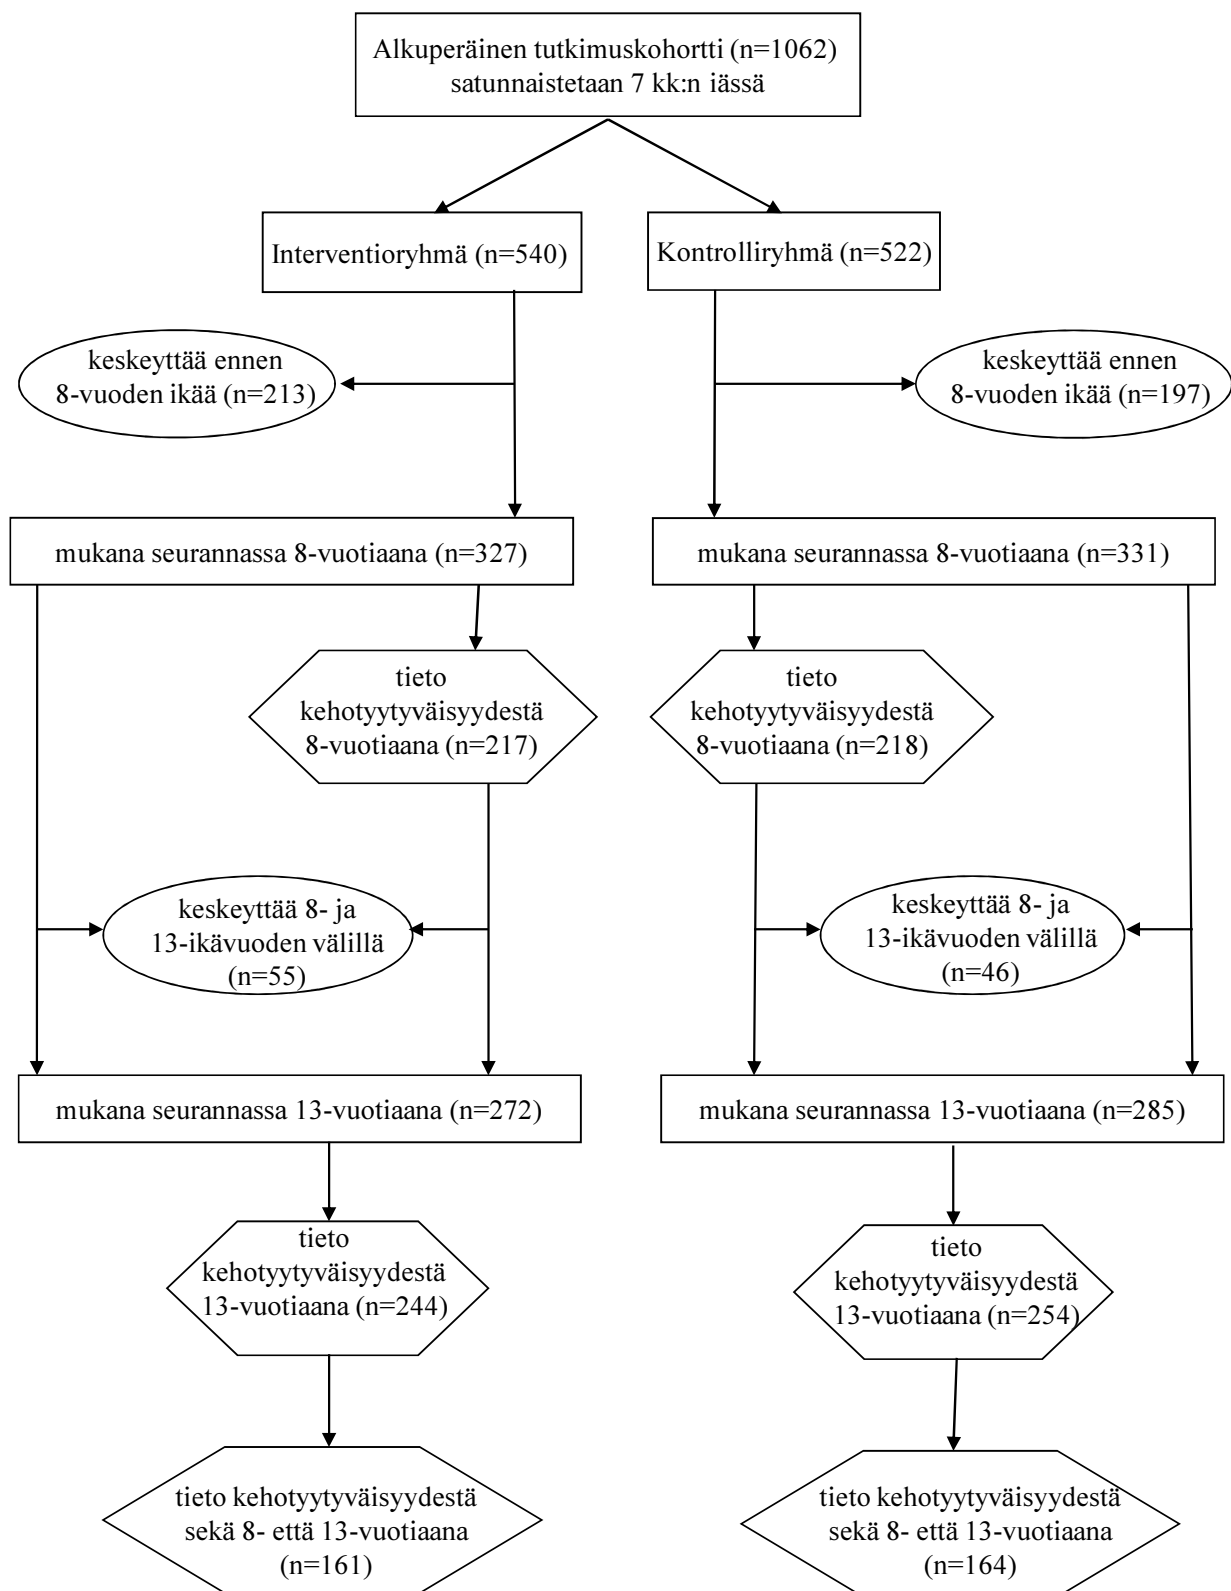 Alkuperäinen tutkimuskohortti (n=1062)
satunnaistetaan 7 kk:n iässä
Interventioryhmä (n=540)
Kontrolliryhmä (n=522)
keskeyttää ennen
8-vuoden ikää (n=213)
keskeyttää ennen
8-vuoden ikää (n=197)
mukana seurannassa 8-vuotiaana (n=327)
mukana seurannassa 8-vuotiaana (n=331)
tieto
kehotyytyväisyydestä
8-vuotiaana (n=217)
tieto
kehotyytyväisyydestä
8-vuotiaana (n=218)
keskeyttää 8- ja
13-ikävuoden välillä
(n=55)
keskeyttää 8- ja
13-ikävuoden välillä
(n=46)
mukana seurannassa 13-vuotiaana (n=272)
mukana seurannassa 13-vuotiaana (n=285)
tieto
kehotyytyväisyydestä
13-vuotiaana (n=244)
tieto
kehotyytyväisyydestä
13-vuotiaana (n=254)
tieto kehotyytyväisyydestä
sekä 8- että 13-vuotiaana
(n=161)
tieto kehotyytyväisyydestä
sekä 8- että 13-vuotiaana
(n=164)